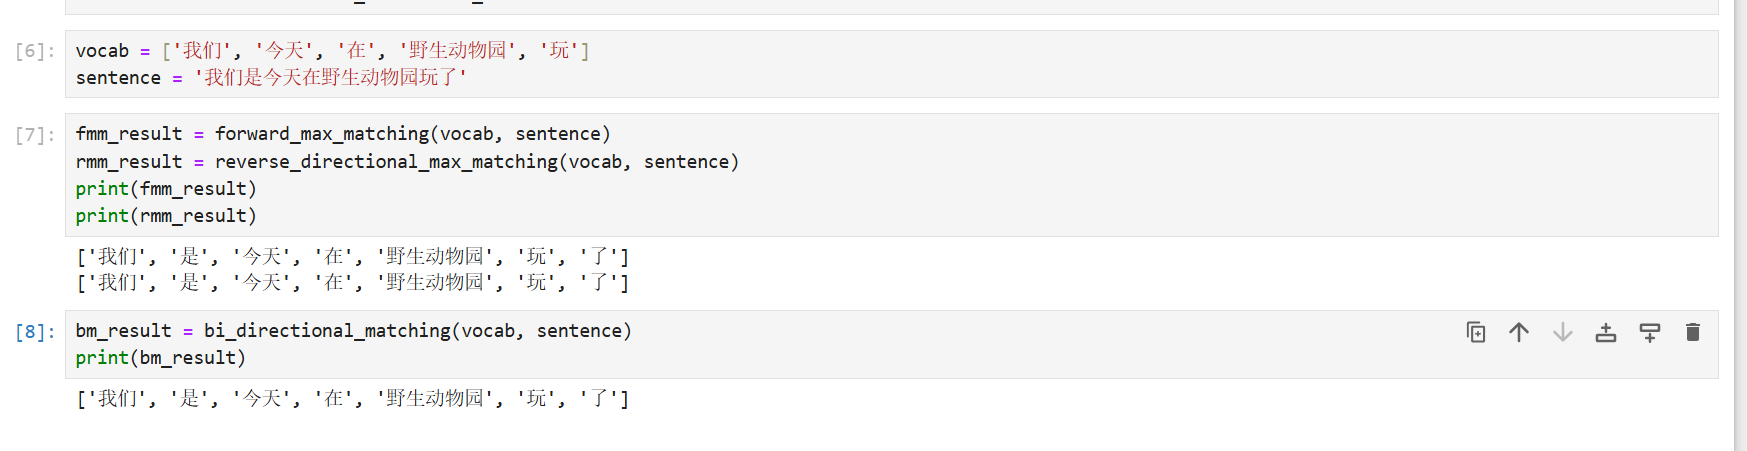 [6]: vocab = ['我们', '今天', '在', '野生动物园', '玩']
sentence = '我们是今天在野生动物园玩了'
[7]: fmm_result = forward_max_matching(vocab, sentence)
rmm_result = reverse_directional_max_matching(vocab, sentence)
print(fmm_result)
print(rmm_result)
['我们', '是', '今天', '在', '野生动物园', '玩', '了']
['我们', '是', '今天', '在', '野生动物园', '玩', '了']
[8]: bm_result = bi_directional_matching(vocab, sentence)
print(bm_result)
['我们', '是', '今天', '在', '野生动物园', '玩', '了']